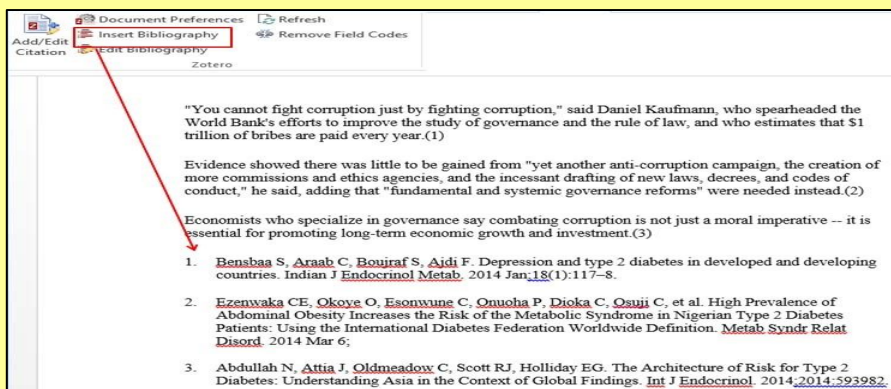 Document Preferences Refresh
Add/Edit Citation Insert Bibliography Remove Field Codes
Edit Bibliography
Zotero
"You cannot fight corruption just by fighting corruption," said Daniel Kaufmann, who spearheaded the
World Bank's efforts to improve the study of governance and the rule of law, and who estimates that $1
trillion of bribes are paid every year.(1)
Evidence showed there was little to be gained from "yet another anti-corruption campaign, the creation of
more commissions and ethics agencies, and the incessant drafting of new laws, decrees, and codes of
conduct," he said, adding that "fundamental and systemic governance reforms" were needed instead.(2)
Economists who specialize in governance say combating corruption is not just a moral imperative -- it is
essential for promoting long-term economic growth and investment.(3)
1. Bensbaa S, Araab C, Boujraf S, Ajdi F. Depression and type 2 diabetes in developed and developing
countries. Indian J Endocrinol Metab. 2014 Jan;18(1):117–8.
2. Ezenwaka CE, Okoye O, Esonwune C, Onuoha P, Dioka C, Osuji C, et al. High Prevalence of
Abdominal Obesity Increases the Risk of the Metabolic Syndrome in Nigerian Type 2 Diabetes
Patients: Using the International Diabetes Federation Worldwide Definition. Metab Syndr Relat
Disord. 2014 Mar 6;
3. Abdullah N, Attia J, Oldmeadow C, Scott RJ, Holliday EG. The Architecture of Risk for Type 2
Diabetes: Understanding Asia in the Context of Global Findings. Int J Endocrinol. 2014;2014:593982